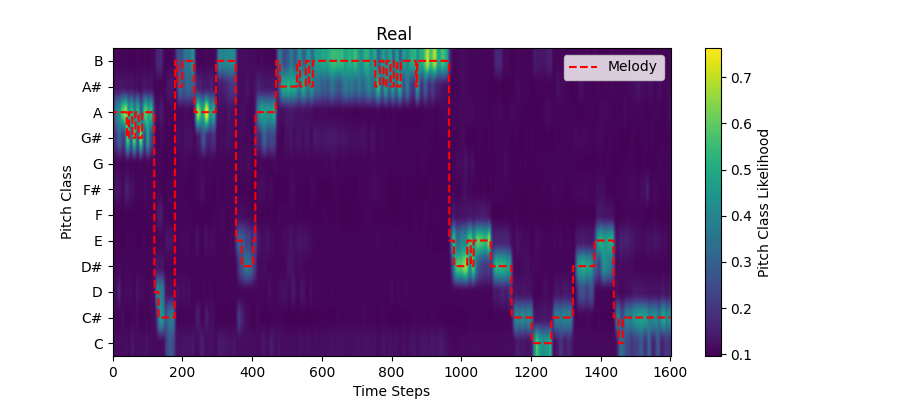 Real
Melody
B
A#
A
G#
G
F#
F
E
D#
D
C#
C
Pitch Class
0 200 400 600 800 1000 1200 1400 1600
Time Steps
0.7
0.6
0.5
0.4
0.3
0.2
0.1
Pitch Class Likelihood